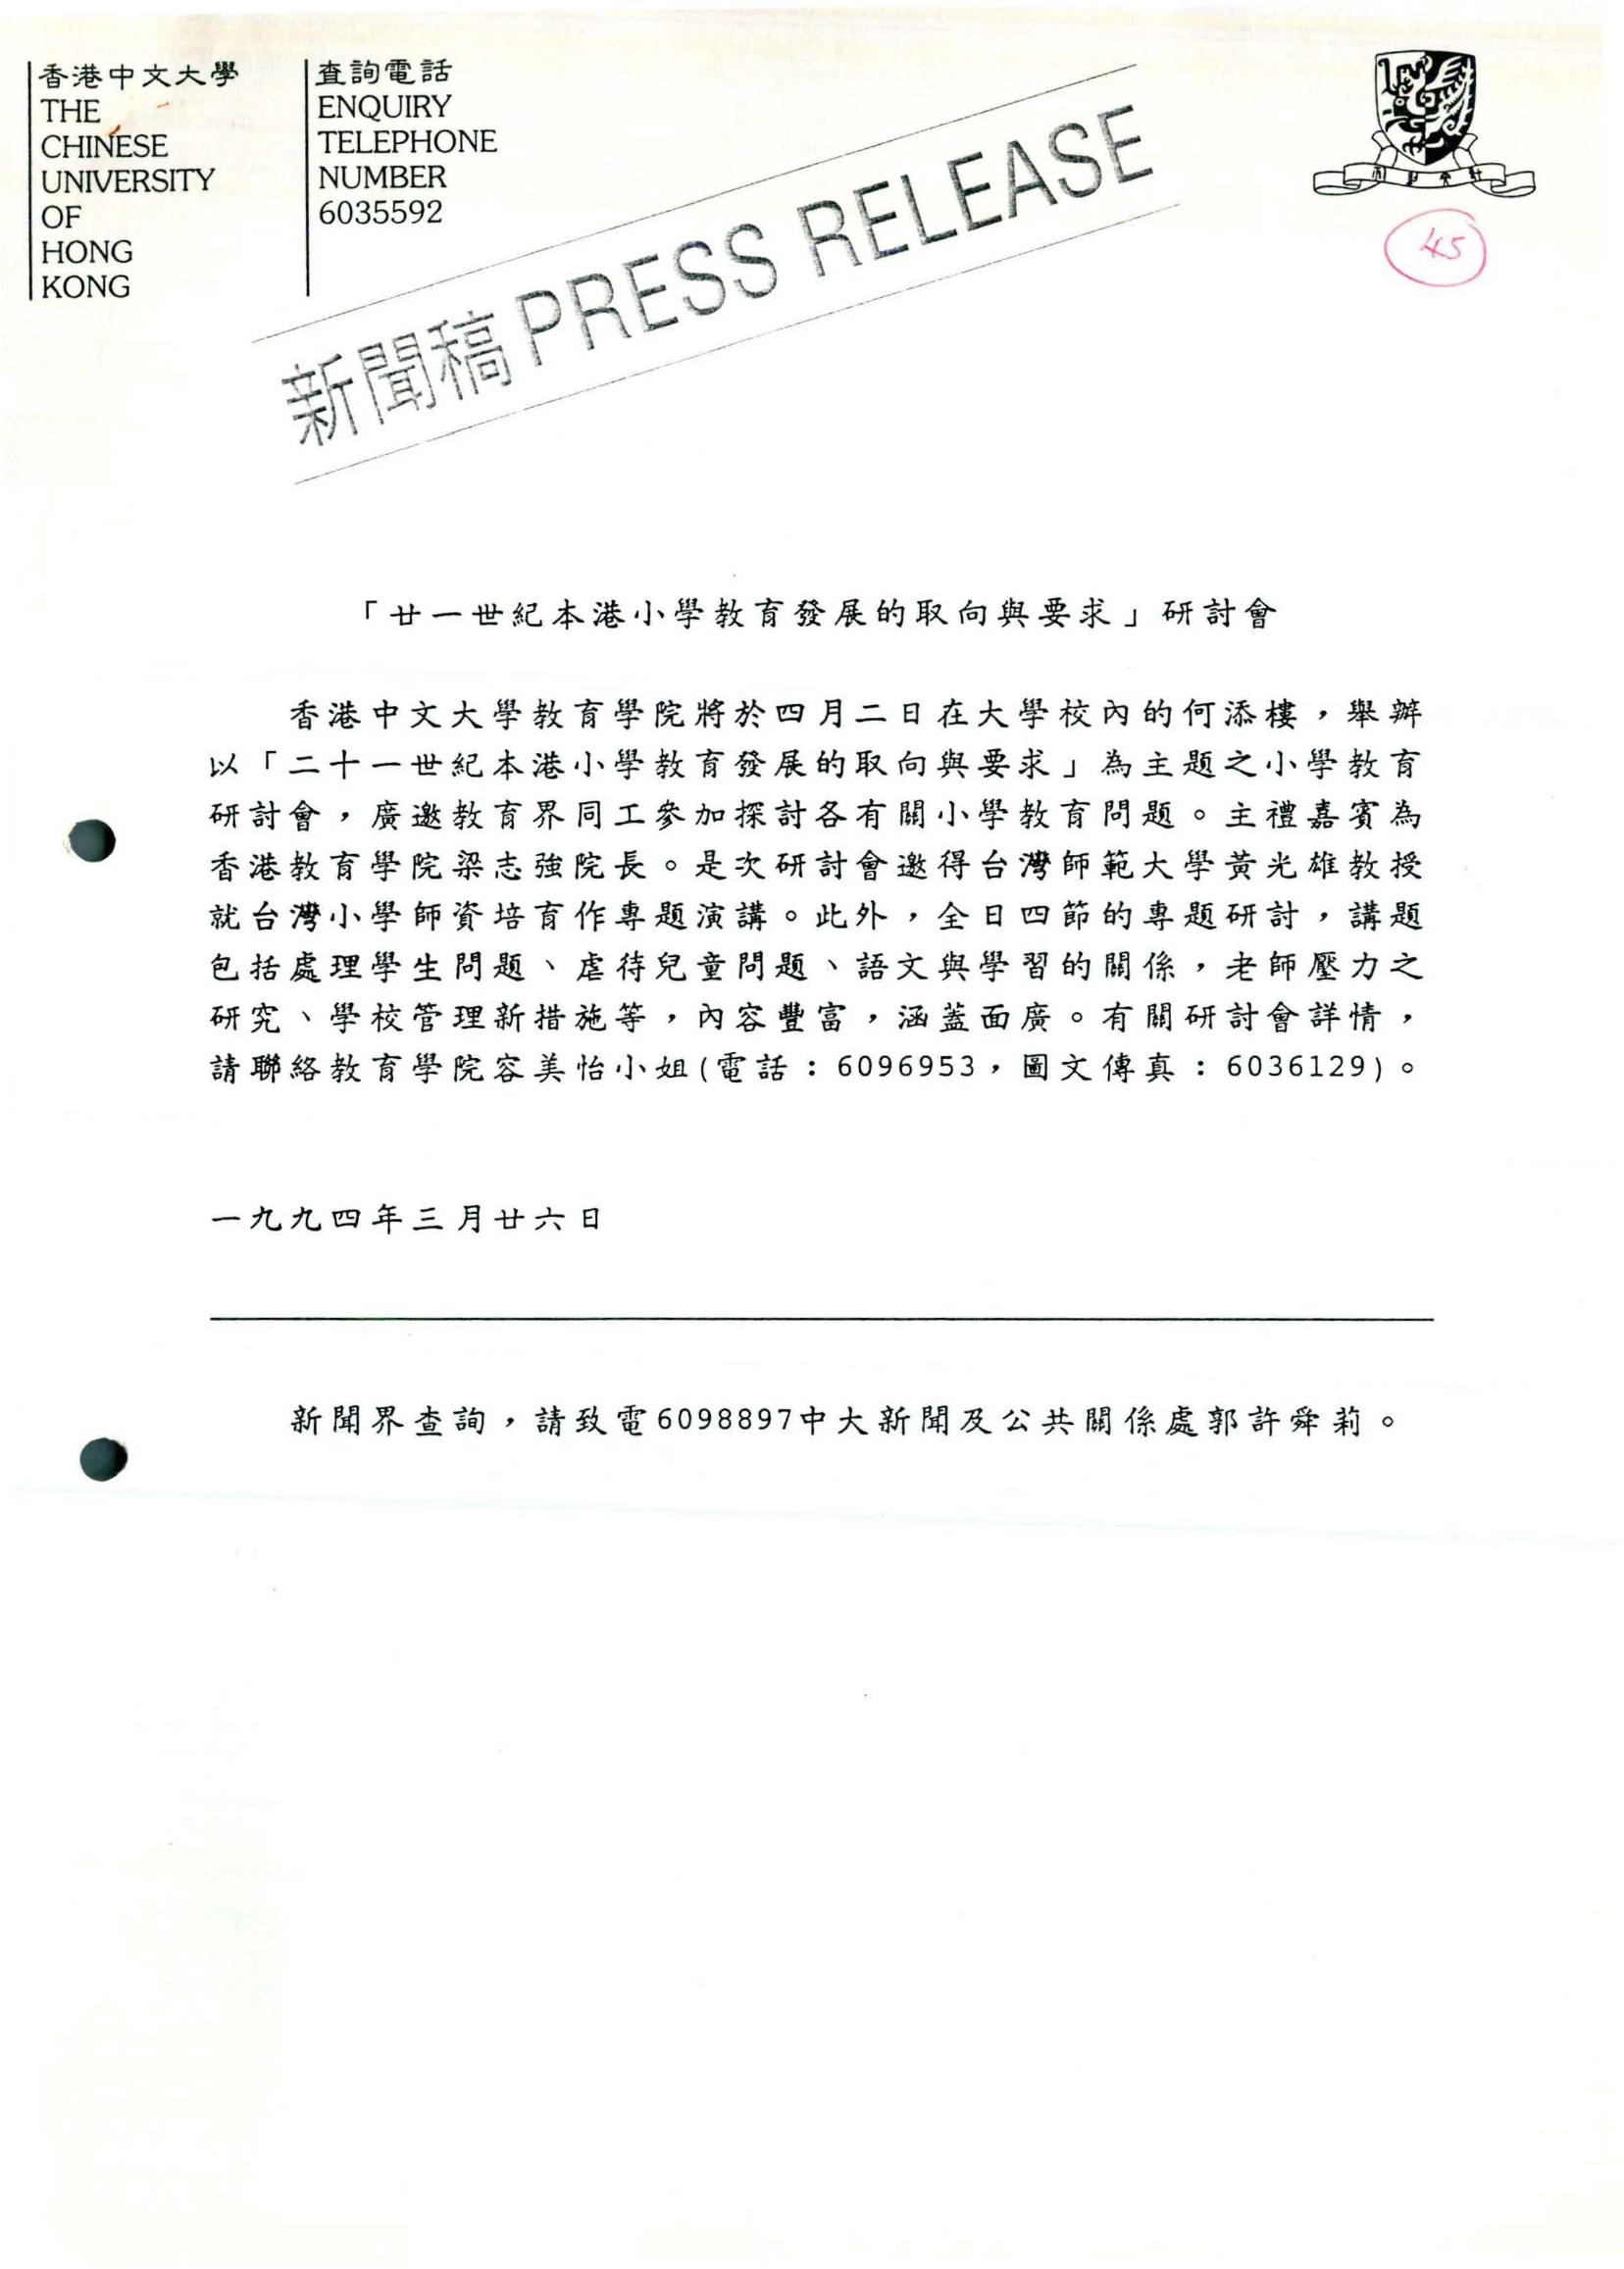 香港中文大學
THE
CHINESE
UNIVERSITY
OF
HONG
KONG
查詢電話
ENQUIRY
TELEPHONE
NUMBER
6035592
新聞稿 PRESS RELEASE
45
「廿一世紀本港小學教育發展的取向與要求」研討會
香港中文大學教育學院將於四月二日在大學校內的何添樓，舉辦
以「二十一世紀本港小學教育發展的取向與要求」為主題之小學教育
研討會，廣邀教育界同工參加探討各有關小學教育問題。主禮嘉賓為
香港教育學院梁志強院長。是次研討會邀得台灣師範大學黃光雄教授
就台灣小學師資培育作專題演講。此外，全日四節的專題研討，講題
包括處理學生問題、虐待兒童問題、語文與學習的關係，老師壓力之
研究、學校管理新措施等，內容豐富，涵蓋面廣。有關研討會詳情，
請聯絡教育學院容美怡小姐(電話：6096953，圖文傳真：6036129)。
一九九四年三月廿六日
新聞界查詢，請致電6098897中大新聞及公共關係處郭許舜莉。